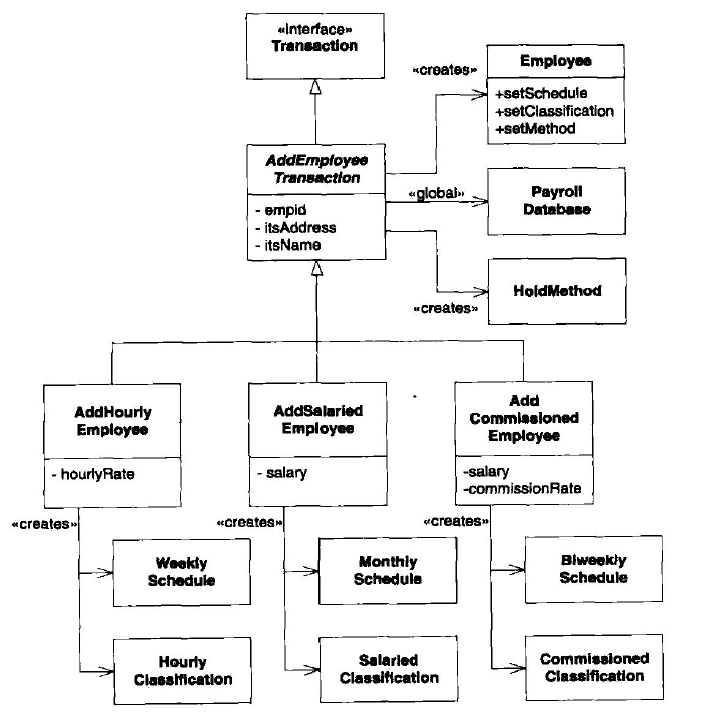 «interface»
Transaction
«creates»
Employee
+setSchedule
+setClassification
+setMethod
AddEmployee
Transaction
- empid
- itsAddress
- itsName
«global»
Payroll
Database
HoldMethod
«creates»
AddHourly
Employee
- hourlyRate
AddSalaried
Employee
- salary
Add
Commissioned
Employee
-salary
-commissionRate
«creates»
«creates»
«creates»
Weekly
Schedule
Monthly
Schedule
Biweekly
Schedule
Hourly
Classification
Salaried
Classification
Commissioned
Classification